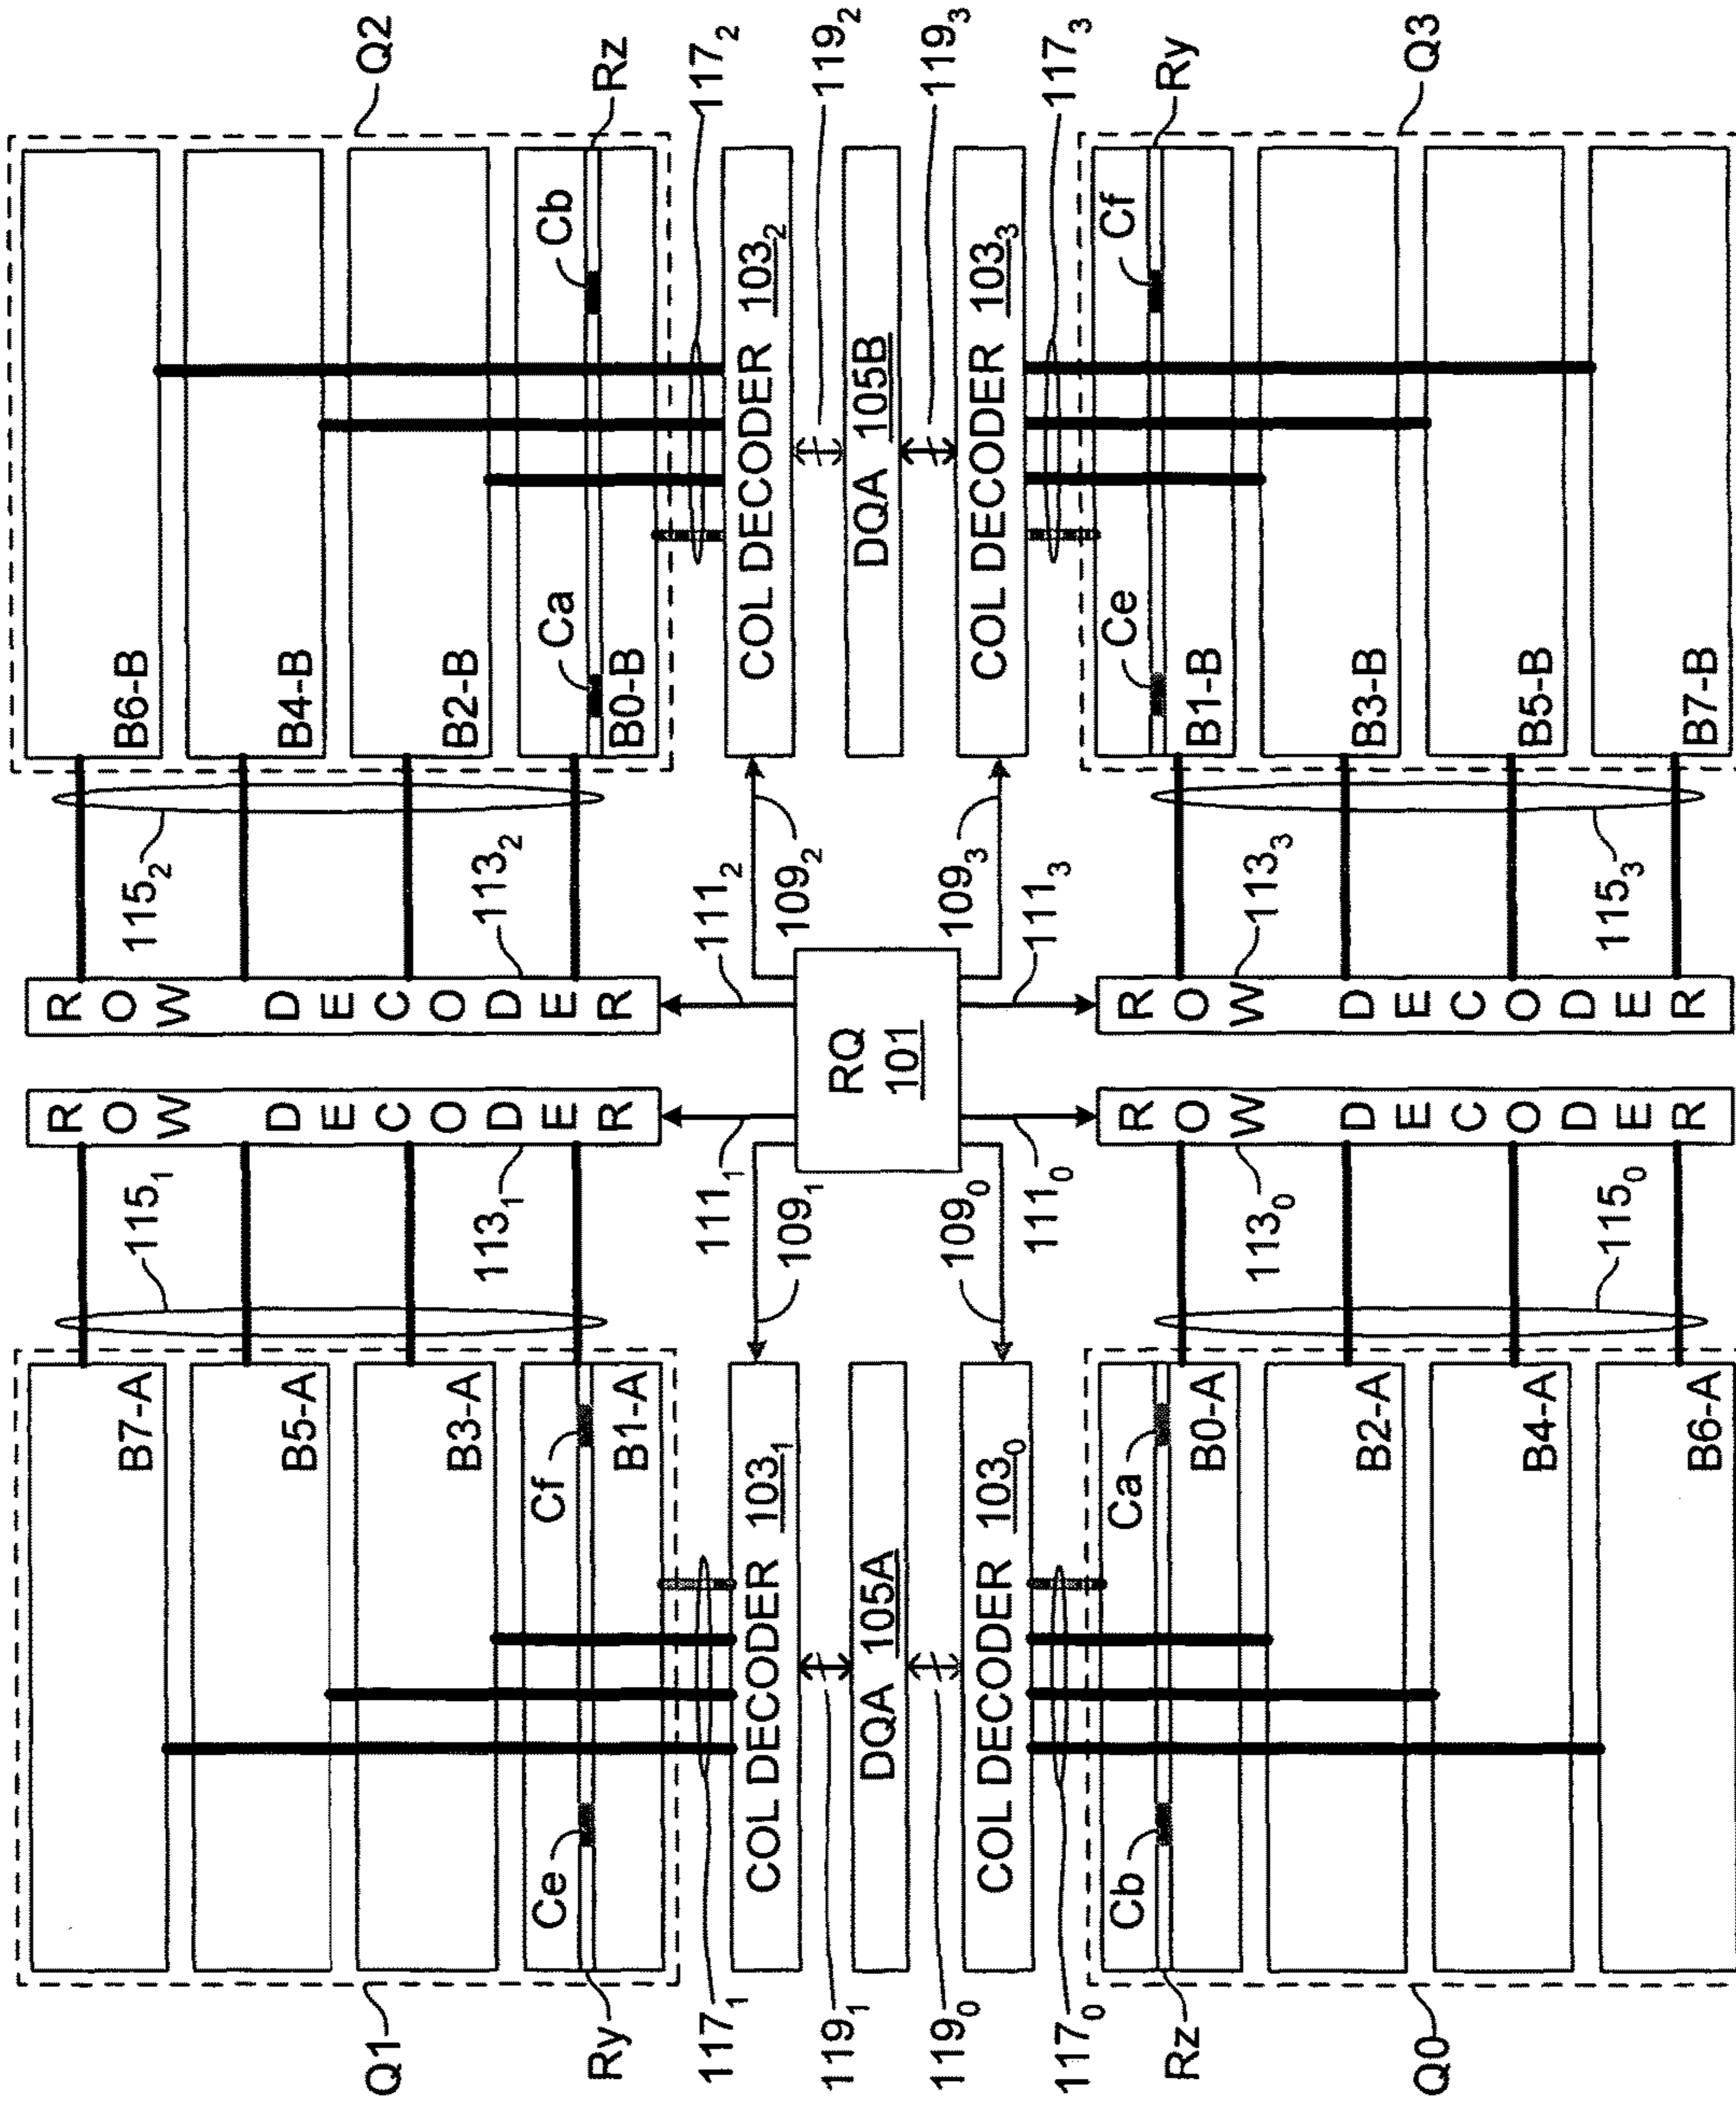 Q1
B7-A
B5-A
B3-A
B1-A
Cf
Ce
Ry
115₁
ROW DECODER
113₁
111₁
109₁
117₁
COL DECODER 103₁
119₁
DQA 105A
119₀
COL DECODER 103₀
117₀
109₀
111₀
RQ
101
Q2
B6-B
B4-B
B2-B
B0-B
Ca
Cb
Rz
115₂
ROW DECODER
113₂
111₂
109₂
117₂
COL DECODER 103₂
119₂
DQA 105B
119₃
COL DECODER 103₃
117₃
109₃
111₃
Q0
Rz
Cb
Ca
B0-A
B2-A
B4-A
B6-A
ROW DECODER
113₀
115₀
Q3
Ry
Ce
Cf
B1-B
B3-B
B5-B
B7-B
ROW DECODER
113₃
115₃